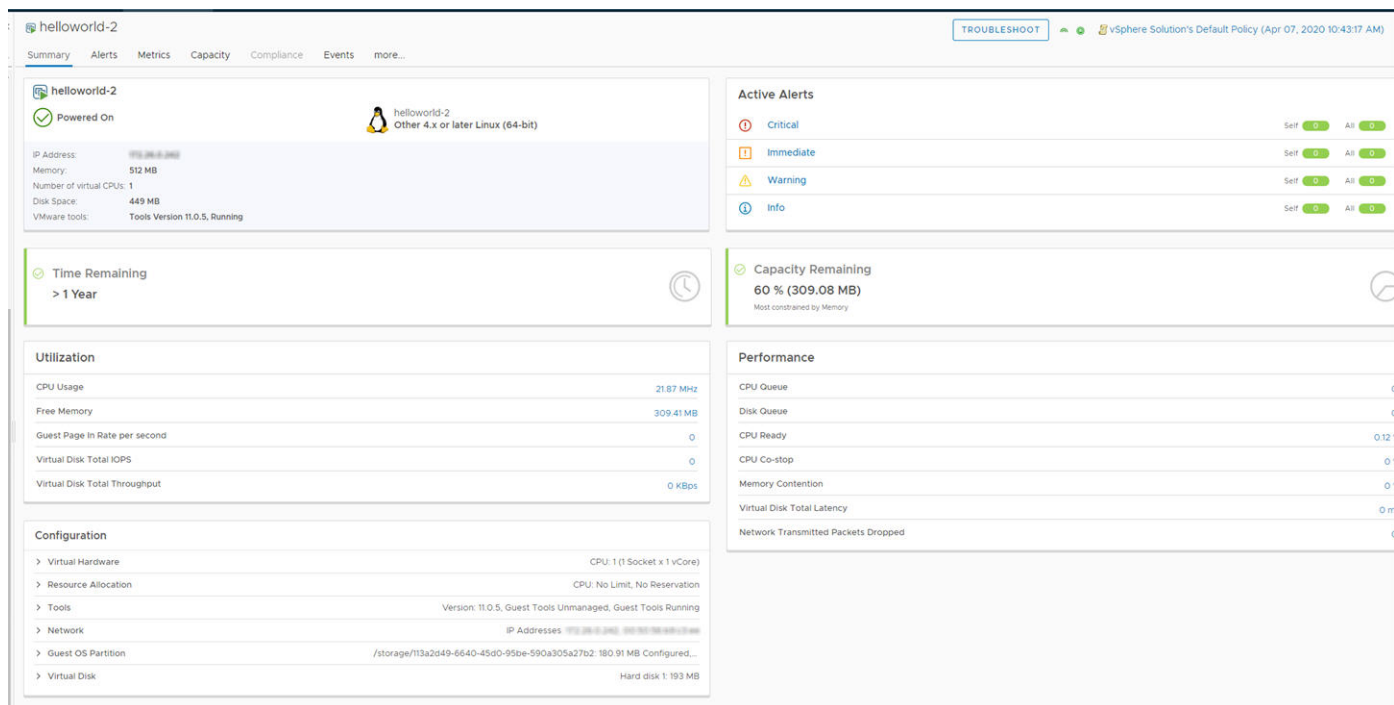 helloworld-2
TROUBLESHOOT
vSphere Solution's Default Policy (Apr 07, 2020 10:43:17 AM)
Summary Alerts Metrics Capacity Compliance Events more...
helloworld-2
Powered On
helloworld-2
Other 4.x or later Linux (64-bit)
IP Address:
Memory: 512 MB
Number of virtual CPUs: 1
Disk Space: 449 MB
VMware tools: Tools Version 11.0.5, Running
Active Alerts
Critical Self 0 All 0
Immediate Self 0 All 0
Warning Self 0 All 0
Info Self 0 All 0
Time Remaining
> 1 Year
Capacity Remaining
60 % (309.08 MB)
Most constrained by Memory
Utilization
CPU Usage 21.87 MHz
Free Memory 309.41 MB
Guest Page In Rate per second 0
Virtual Disk Total IOPS 0
Virtual Disk Total Throughput 0 KBps
Performance
CPU Queue
Disk Queue
CPU Ready 0.12
CPU Co-stop 0
Memory Contention 0
Virtual Disk Total Latency 0 m
Network Transmitted Packets Dropped
Configuration
> Virtual Hardware CPU: 1 (1 Socket x 1 vCore)
> Resource Allocation CPU: No Limit, No Reservation
> Tools Version: 11.0.5, Guest Tools Unmanaged, Guest Tools Running
> Network IP Addresses
> Guest OS Partition /storage/113a2d49-6640-45d0-95be-590a305a27b2: 180.91 MB Configured,...
> Virtual Disk Hard disk 1: 193 MB